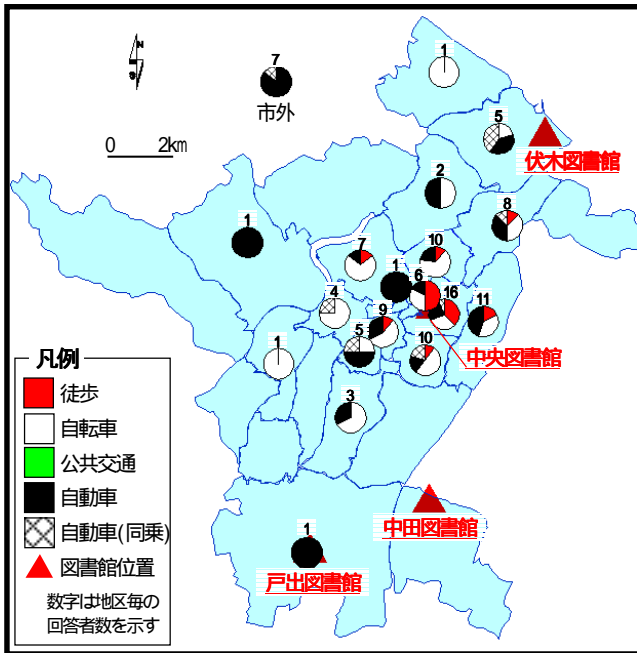 N
S
0 2km
7
市外
1
5
伏木図書館
2
8
1
7
10
1
6
4
16
9
11
5
10
中央図書館
1
3
凡例
徒歩
自転車
公共交通
自動車
自動車(同乗)
図書館位置
数字は地区毎の
回答者数を示す
中田図書館
1
戸出図書館